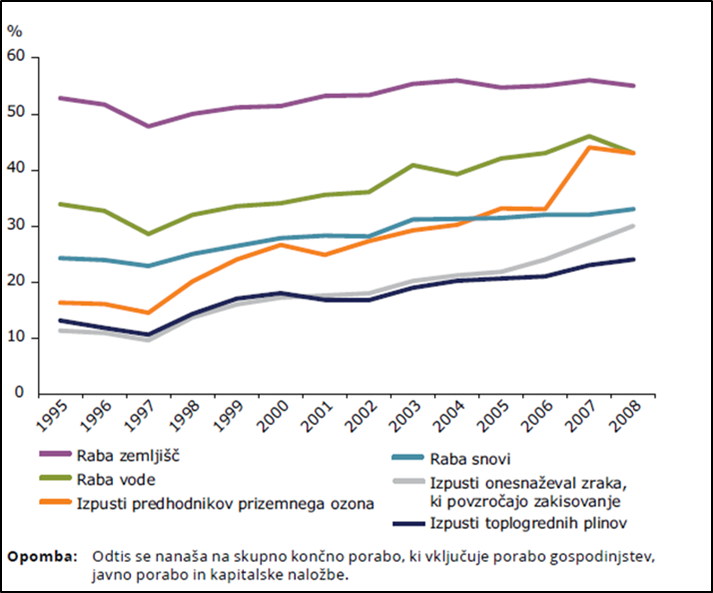 %
60
50
40
30
20
10
0
1995 1996 1997 1998 1999 2000 2001 2002 2003 2004 2005 2006 2007 2008
Raba zemljišč
Raba vode
Izpusti predhodnikov prizemnega ozona
Raba snovi
Izpusti onesnaževal zraka,
ki povzročajo zakisovanje
Izpusti toplogrednih plinov
Opomba: Odtis se nanaša na skupno končno porabo, ki vključuje porabo gospodinjstev,
javno porabo in kapitalske naložbe.